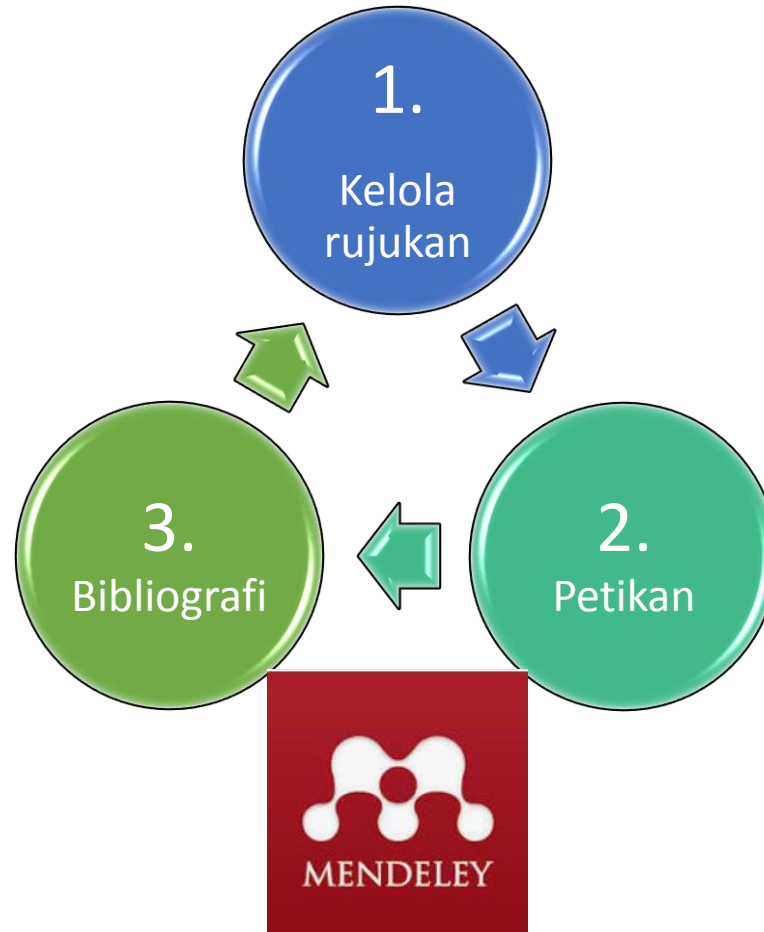 1.
Kelola
rujukan
2.
Petikan
3.
Bibliografi
MENDELEY